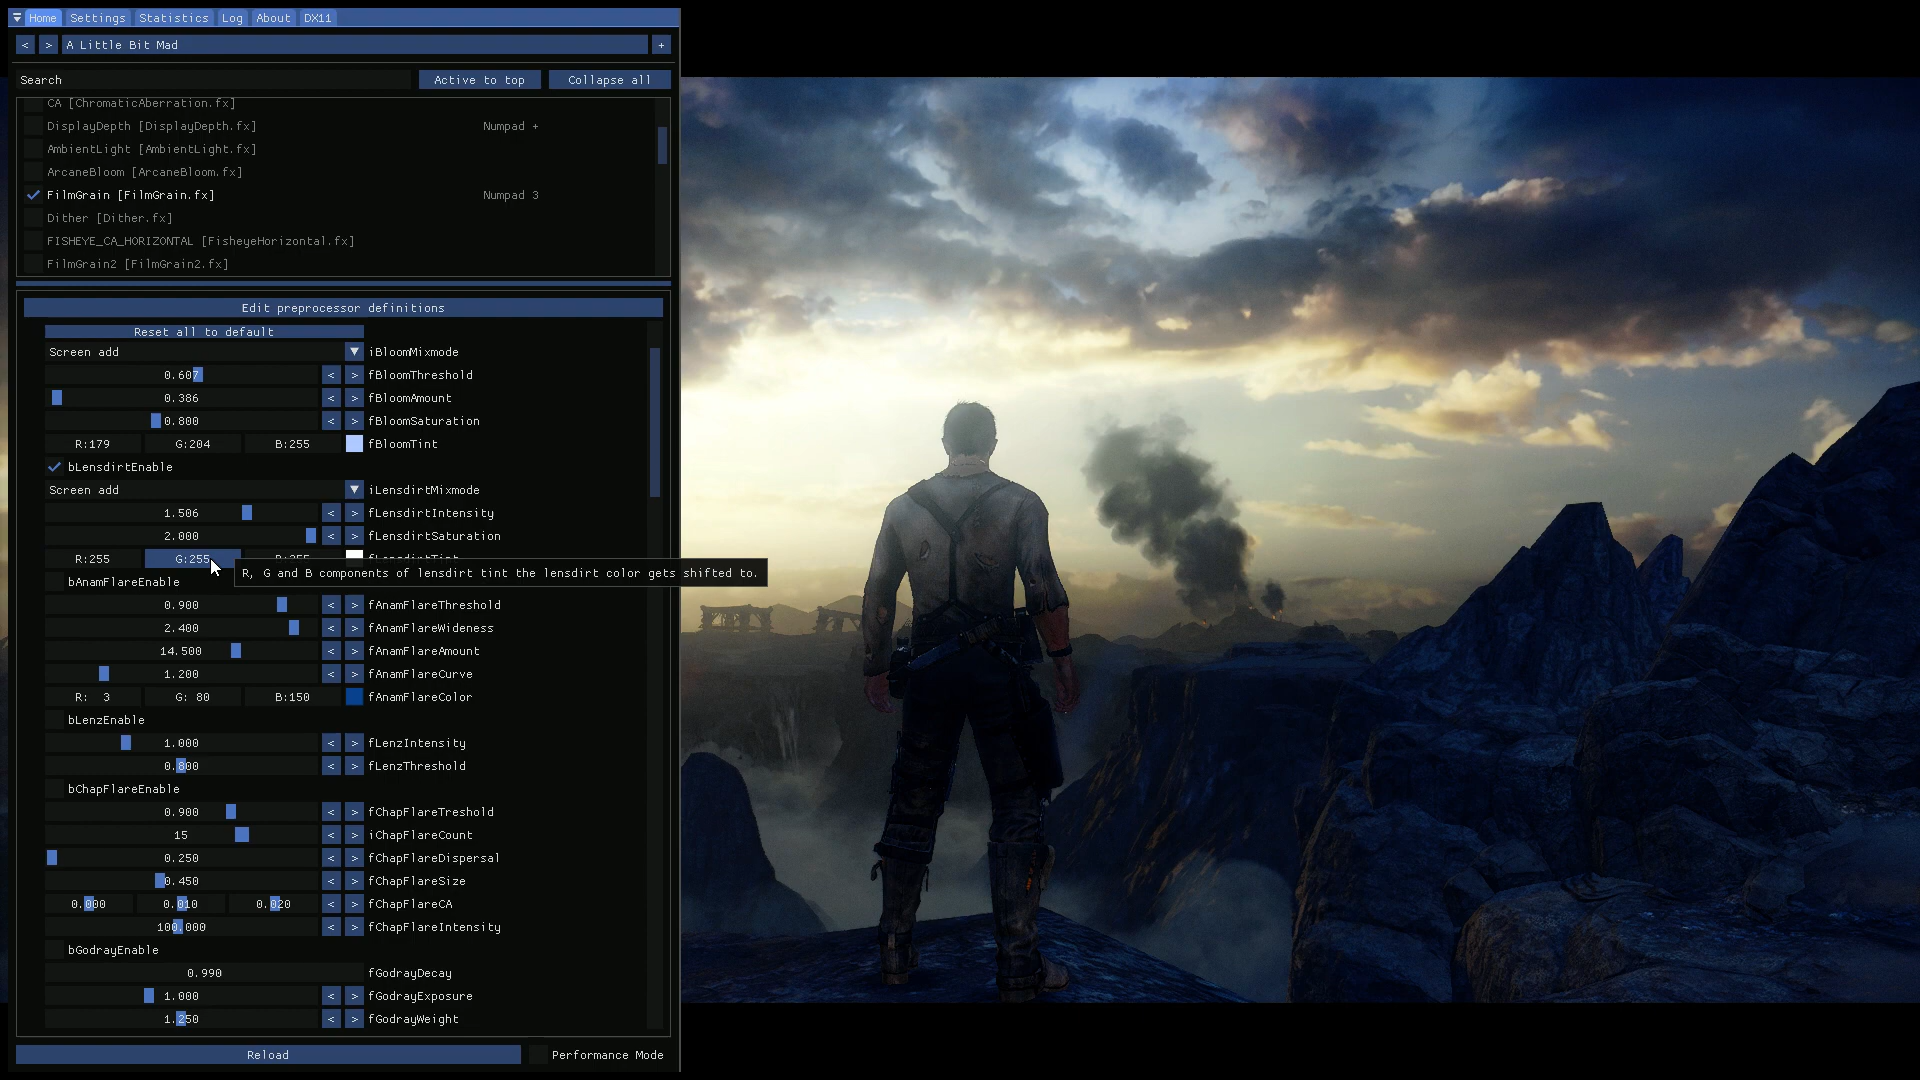 Home Settings Statistics Log About DX11
< > A Little Bit Mad +
Search Active to top Collapse all
CA [ChromaticAberration.fx]
DisplayDepth [DisplayDepth.fx] Numpad +
AmbientLight [AmbientLight.fx]
ArcaneBloom [ArcaneBloom.fx]
FilmGrain [FilmGrain.fx] Numpad 3
Dither [Dither.fx]
FISHEYE_CA_HORIZONTAL [FisheyeHorizontal.fx]
FilmGrain2 [FilmGrain2.fx]
Edit preprocessor definitions
Reset all to default
Screen add iBloomMixmode
0.607 < > fBloomThreshold
0.386 < > fBloomAmount
0.800 < > fBloomSaturation
R:179 G:204 B:255 fBloomTint
bLensdirtEnable
Screen add iLensdirtMixmode
1.506 < > fLensdirtIntensity
2.000 < > fLensdirtSaturation
R:255 G:255 B:255 fLensdirtTint
R, G and B components of lensdirt tint the lensdirt color gets shifted to.
bAnamFlareEnable
0.900 < > fAnamFlareThreshold
2.400 < > fAnamFlareWideness
14.500 < > fAnamFlareAmount
1.200 < > fAnamFlareCurve
R: 3 G: 80 B:150 fAnamFlareColor
bLenzEnable
1.000 < > fLenzIntensity
0.800 < > fLenzThreshold
bChapFlareEnable
0.900 < > fChapFlareTreshold
15 < > iChapFlareCount
0.250 < > fChapFlareDispersal
0.450 < > fChapFlareSize
0.000 0.010 0.020 < > fChapFlareCA
100.000 < > fChapFlareIntensity
bGodrayEnable
0.990 fGodrayDecay
1.000 < > fGodrayExposure
1.250 < > fGodrayWeight
Reload Performance Mode